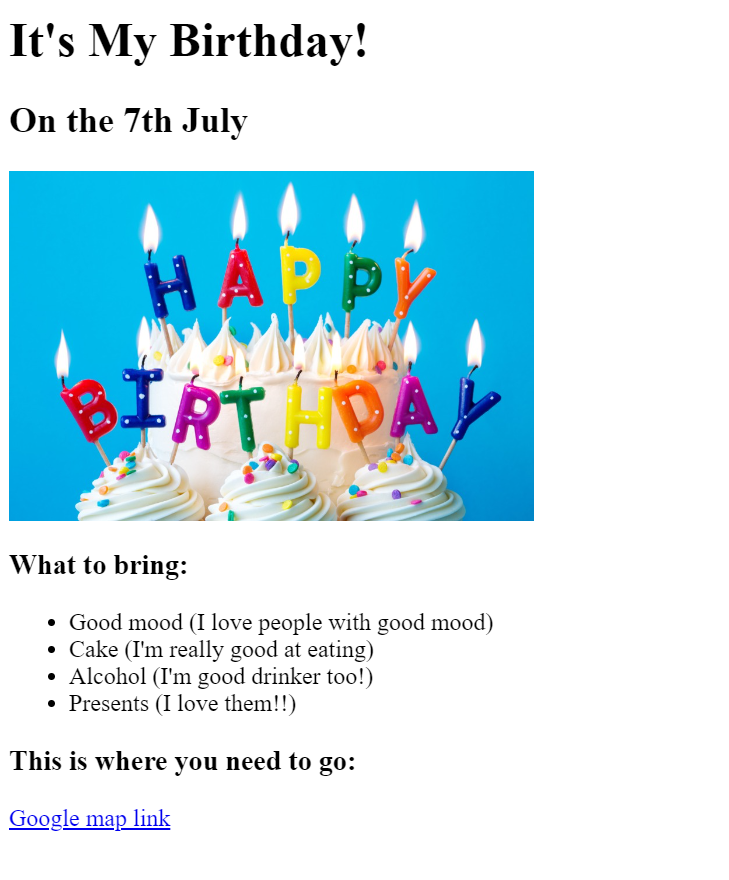 It's My Birthday!
On the 7th July
HAPPY
BIRTHDAY
What to bring:
Good mood (I love people with good mood)
Cake (I'm really good at eating)
Alcohol (I'm good drinker too!)
Presents (I love them!!)
This is where you need to go:
Google map link